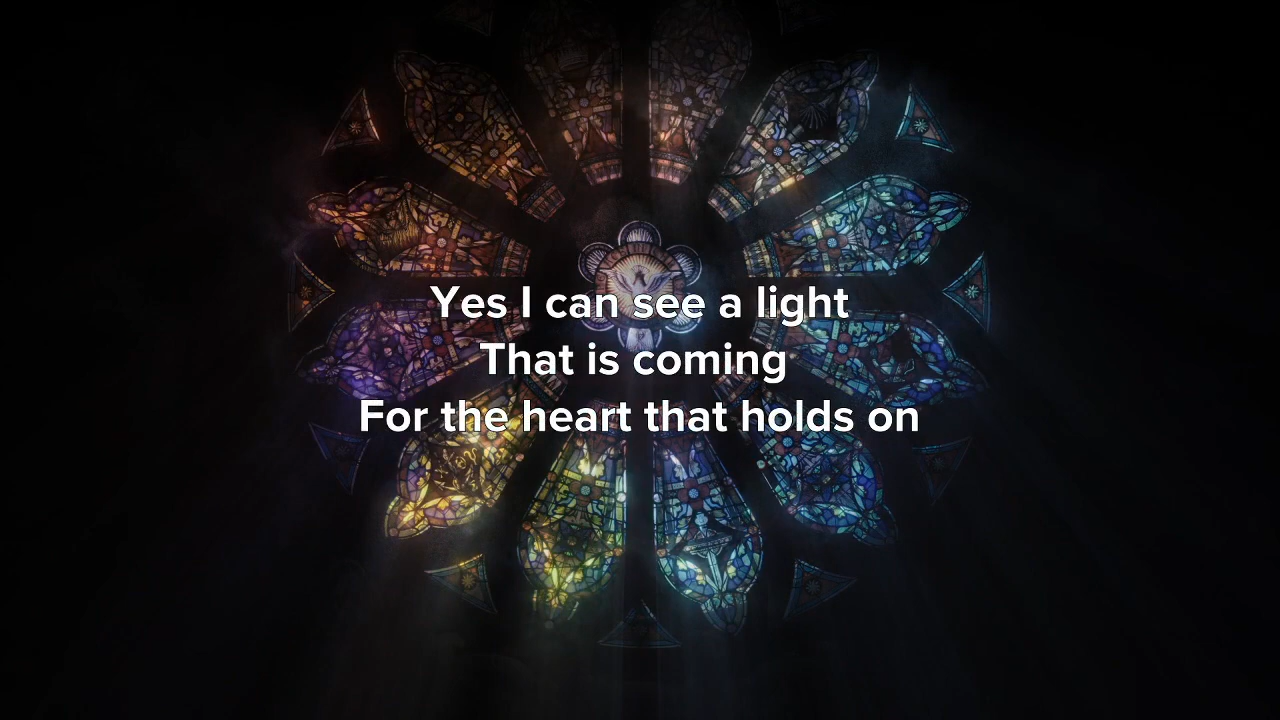 Yes I can see a light
That is coming
For the heart that holds on